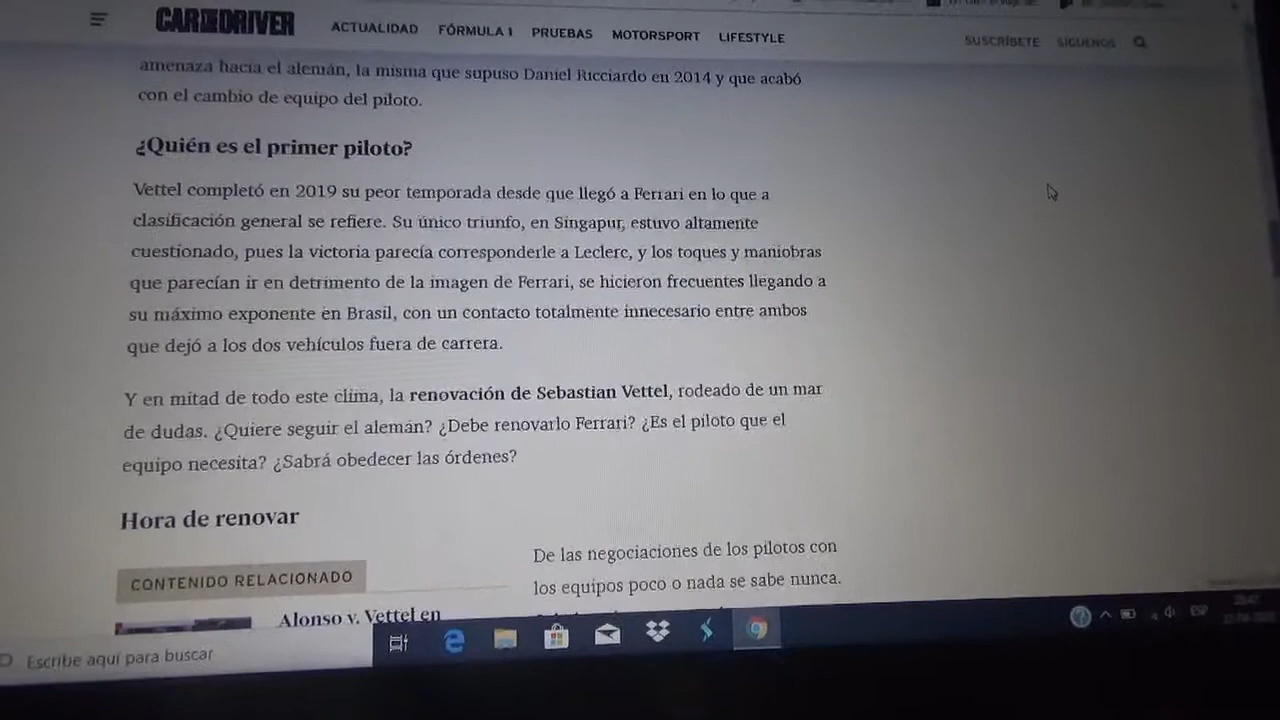 CAR AND DRIVER
ACTUALIDAD FÓRMULA 1 PRUEBAS MOTORSPORT LIFESTYLE
SUSCRÍBETE SÍGUENOS
amenaza hacia el alemán, la misma que supuso Daniel Ricciardo en 2014 y que acabó
con el cambio de equipo del piloto.
¿Quién es el primer piloto?
Vettel completó en 2019 su peor temporada desde que llegó a Ferrari en lo que a
clasificación general se refiere. Su único triunfo, en Singapur, estuvo altamente
cuestionado, pues la victoria parecía corresponderle a Leclerc, y los toques y maniobras
que parecían ir en detrimento de la imagen de Ferrari, se hicieron frecuentes llegando a
su máximo exponente en Brasil, con un contacto totalmente innecesario entre ambos
que dejó a los dos vehículos fuera de carrera.
Y en mitad de todo este clima, la renovación de Sebastian Vettel, rodeado de un mar
de dudas. ¿Quiere seguir el alemán? ¿Debe renovarlo Ferrari? ¿Es el piloto que el
equipo necesita? ¿Sabrá obedecer las órdenes?
Hora de renovar
CONTENIDO RELACIONADO
Alonso v. Vettel en
De las negociaciones de los pilotos con
los equipos poco o nada se sabe nunca.
Escribe aquí para buscar
ESP